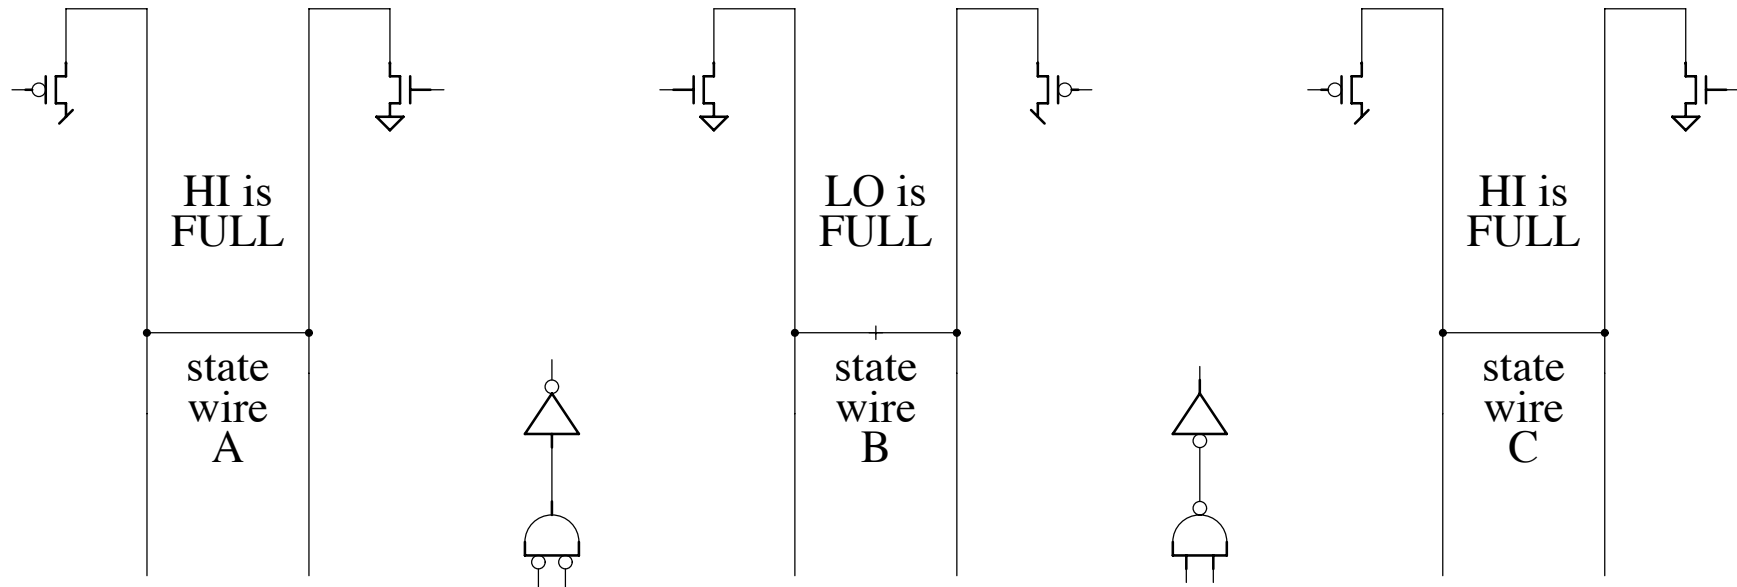 HI is
FULL
LO is
FULL
HI is
FULL
state
wire
A
state
wire
B
state
wire
C